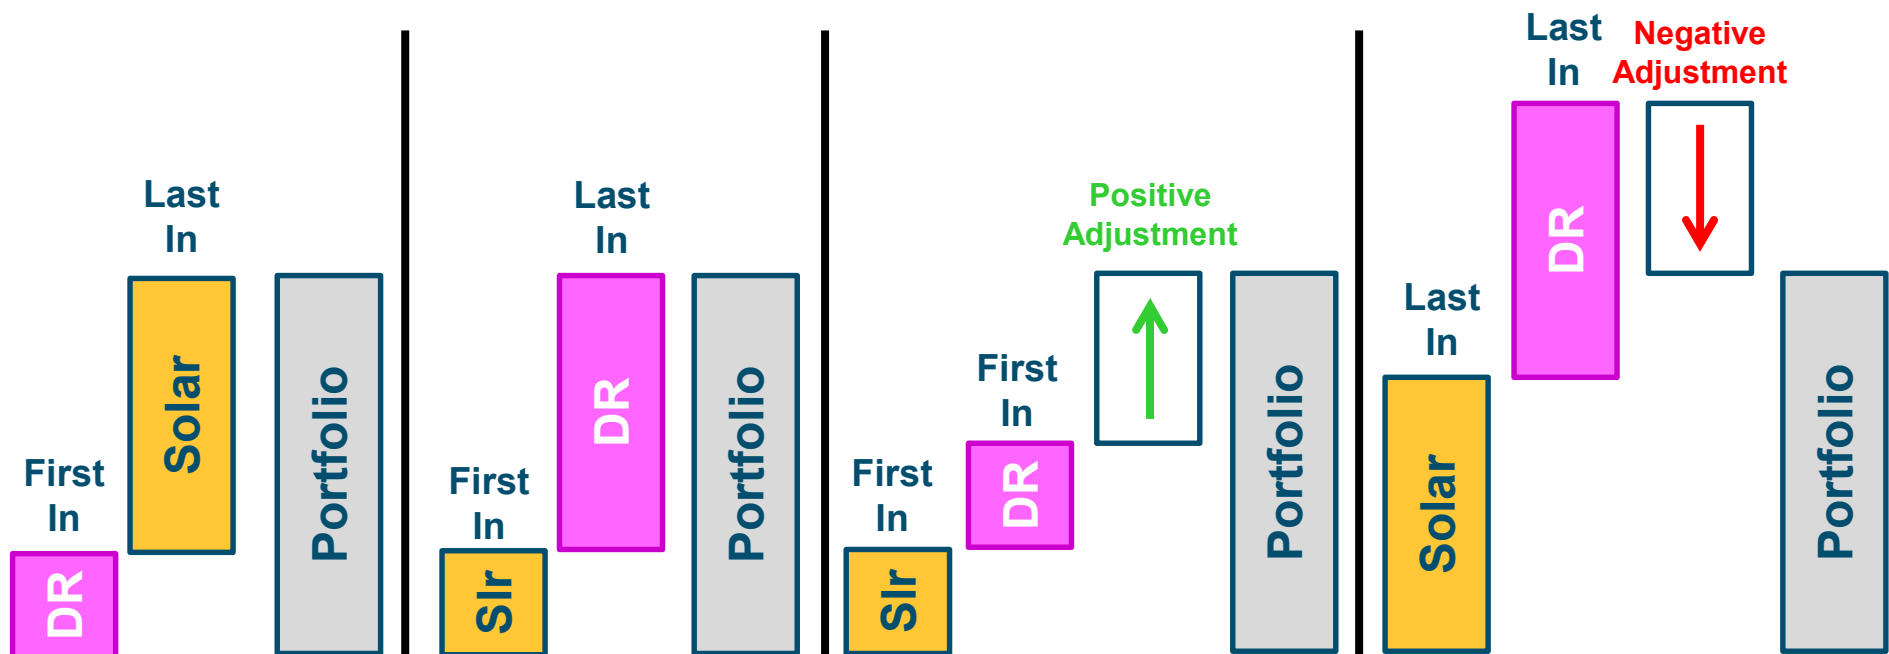 First
In
DR
Last
In
Solar
Portfolio
First
In
Slr
Last
In
DR
Portfolio
First
In
Slr
First
In
DR
Positive
Adjustment
Portfolio
Last
In
Solar
Last
In
DR
Negative
Adjustment
Portfolio